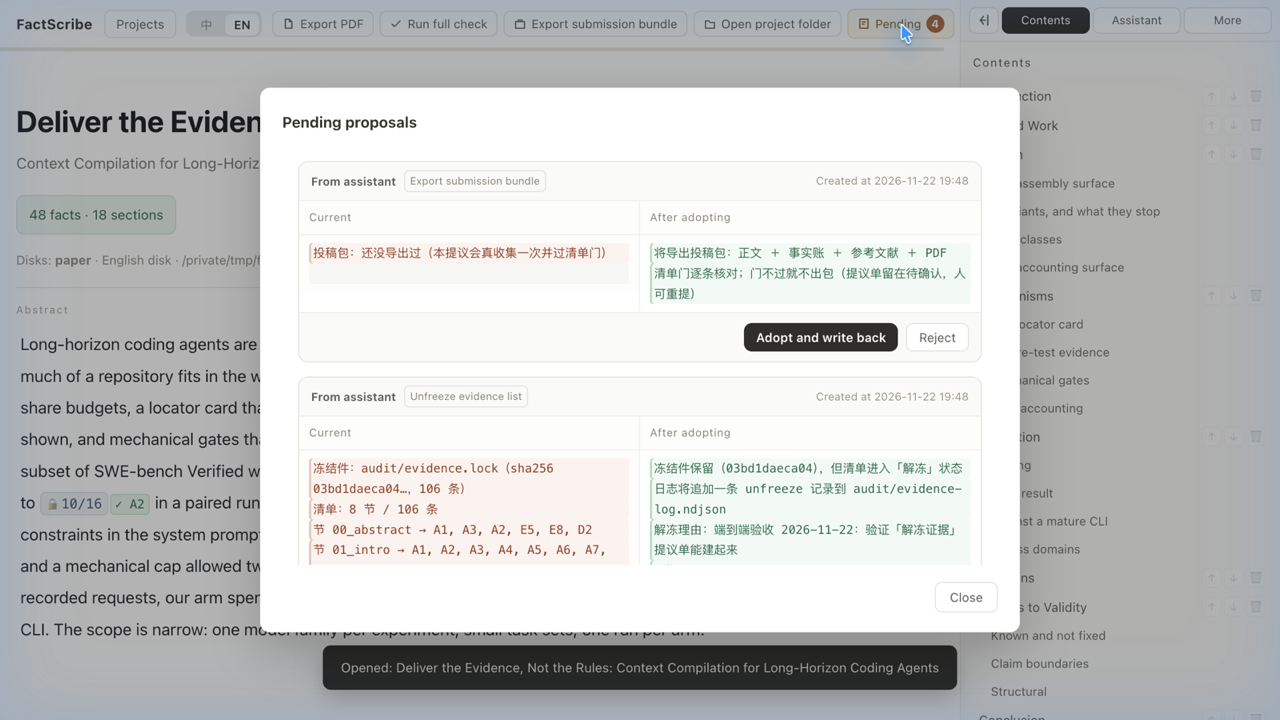 FactScribe
Projects
中 EN
Export PDF
Run full check
Export submission bundle
Open project folder
Pending 4
Contents
Assistant
More
Deliver the Eviden
Context Compilation for Long-Horiz
48 facts · 18 sections
Disks: paper · English disk · /private/tmp/f
Abstract
Long-horizon coding agents are
much of a repository fits in the w
share budgets, a locator card tha
shown, and mechanical gates tha
subset of SWE-bench Verified w
to 10/16 ✓ A2 in a paired run
constraints in the system prompt
and a mechanical cap allowed tw
recorded requests, our arm sper
CLI. The scope is narrow: one model family per experiment, small task sets, one run per arm.
Pending proposals
From assistant
Export submission bundle
Created at 2026-11-22 19:48
Current
After adopting
投稿包：还没导出过（本提议会真收集一次并过清单门）
将导出投稿包：正文 + 事实账 + 参考文献 + PDF
清单门逐条核对；门不过就不出包（提议单留在待确认，人
可重提）
Adopt and write back
Reject
From assistant
Unfreeze evidence list
Created at 2026-11-22 19:48
Current
After adopting
冻结件：audit/evidence.lock（sha256
03bd1daeca04…，106 条）
清单：8 节 / 106 条
节 00_abstract → A1, A3, A2, E5, E8, D2
节 01_intro → A1, A2, A3, A4, A5, A6, A7,
冻结件保留（03bd1daeca04），但清单进入「解冻」状态
日志将追加一条 unfreeze 记录到 audit/evidence-
log.ndjson
解冻理由：端到端验收 2026-11-22：验证「解冻证据」
提议单能建起来
Close
Opened: Deliver the Evidence, Not the Rules: Context Compilation for Long-Horizon Coding Agents
Contents
ction
d Work
n
assembly surface
iants, and what they stop
classes
accounting surface
nisms
ocator card
e-test evidence
anical gates
accounting
tion
ng
result
nst a mature CLI
ss domains
ns
s to Validity
Known and not fixed
Claim boundaries
Structural
Conclusion